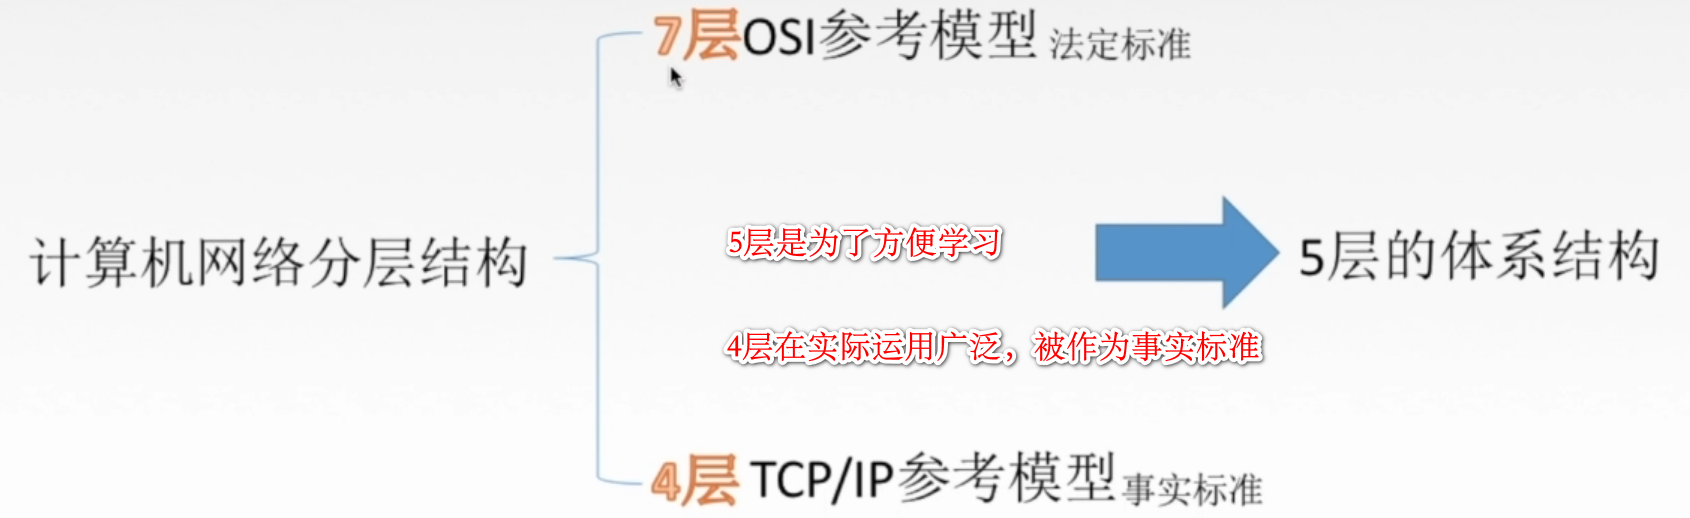 7层OSI参考模型 法定标准
计算机网络分层结构
5层是为了方便学习
5层的体系结构
4层在实际运用广泛，被作为事实标准
4层 TCP/IP参考模型 事实标准